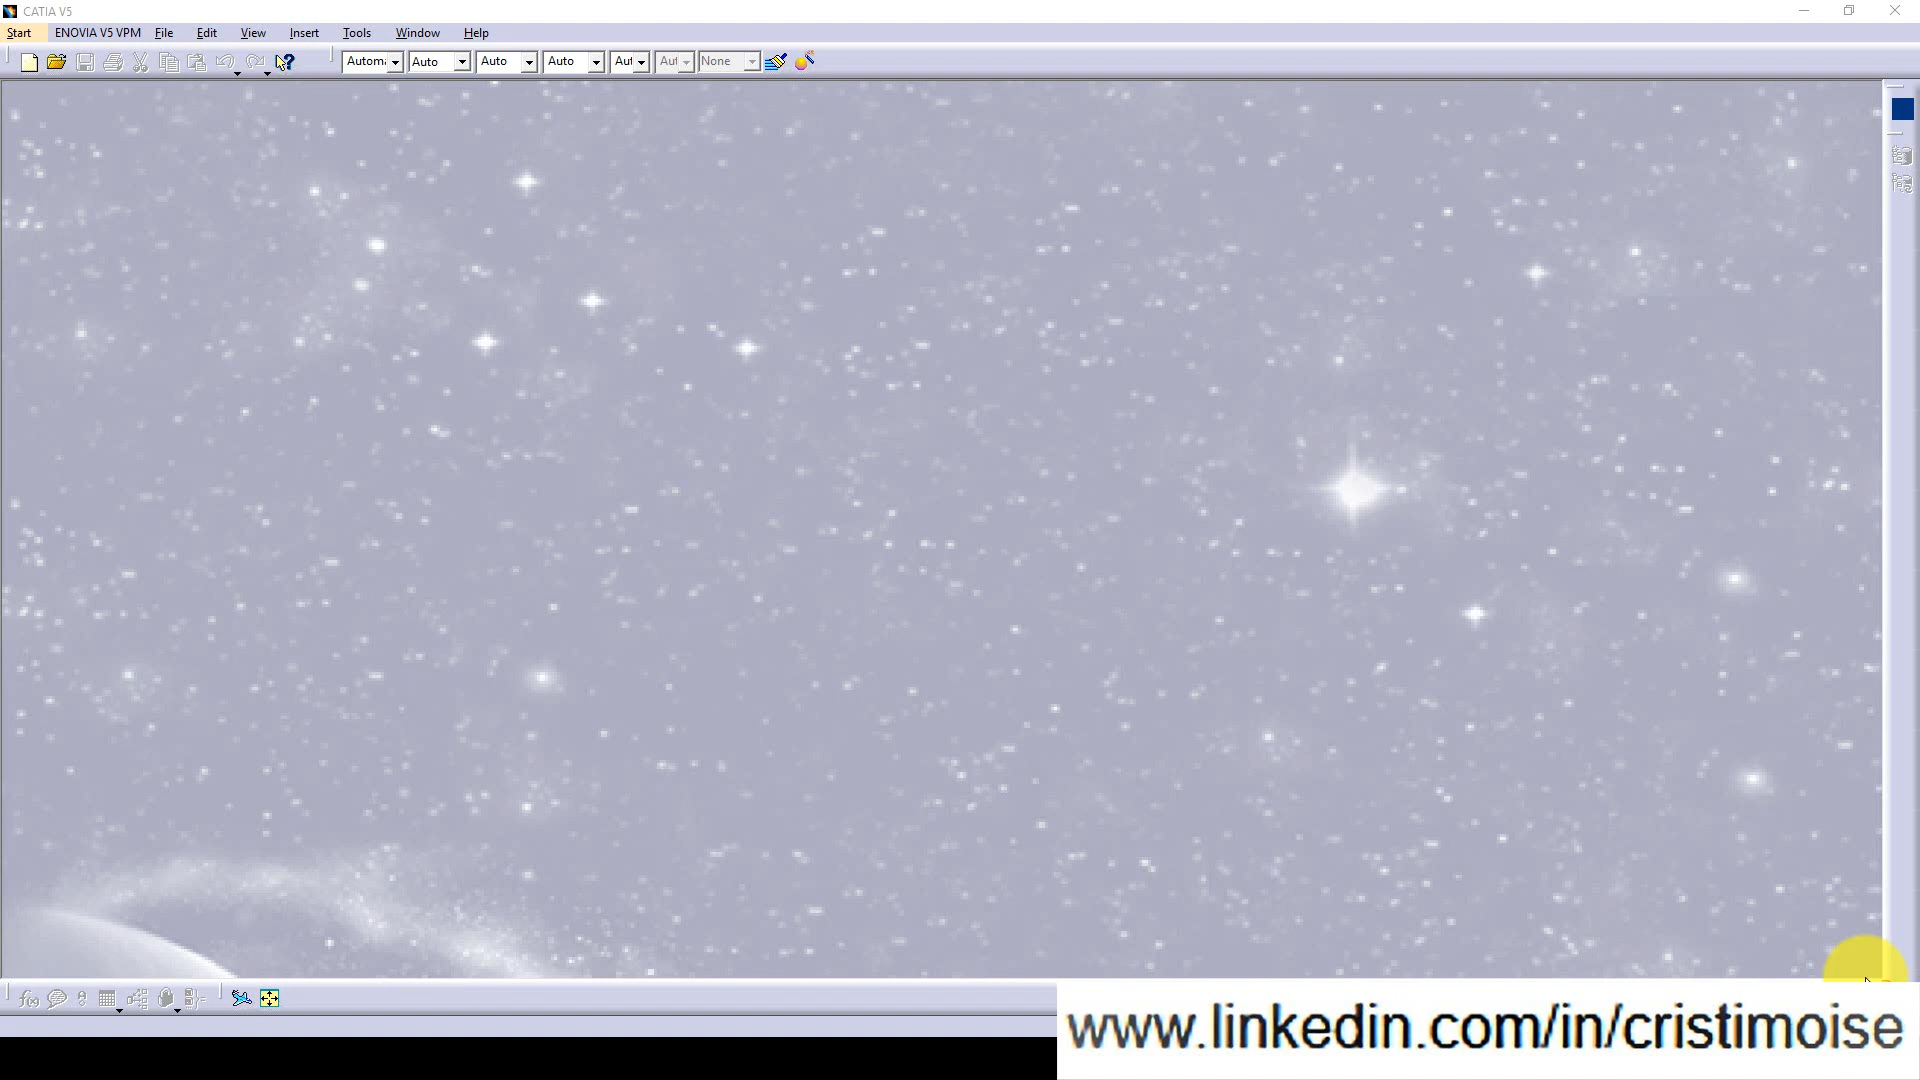 CATIA V5
Start ENOVIA V5 VPM File Edit View Insert Tools Window Help
Autom Auto Auto Auto Aut Aut None
f(x)
www.linkedin.com/in/cristimoise